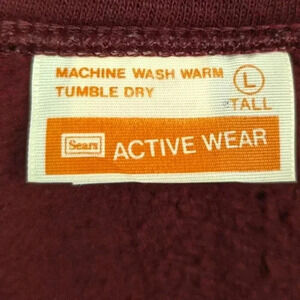 MACHINE WASH WARM
TUMBLE DRY
L
TALL
Sears ACTIVE WEAR